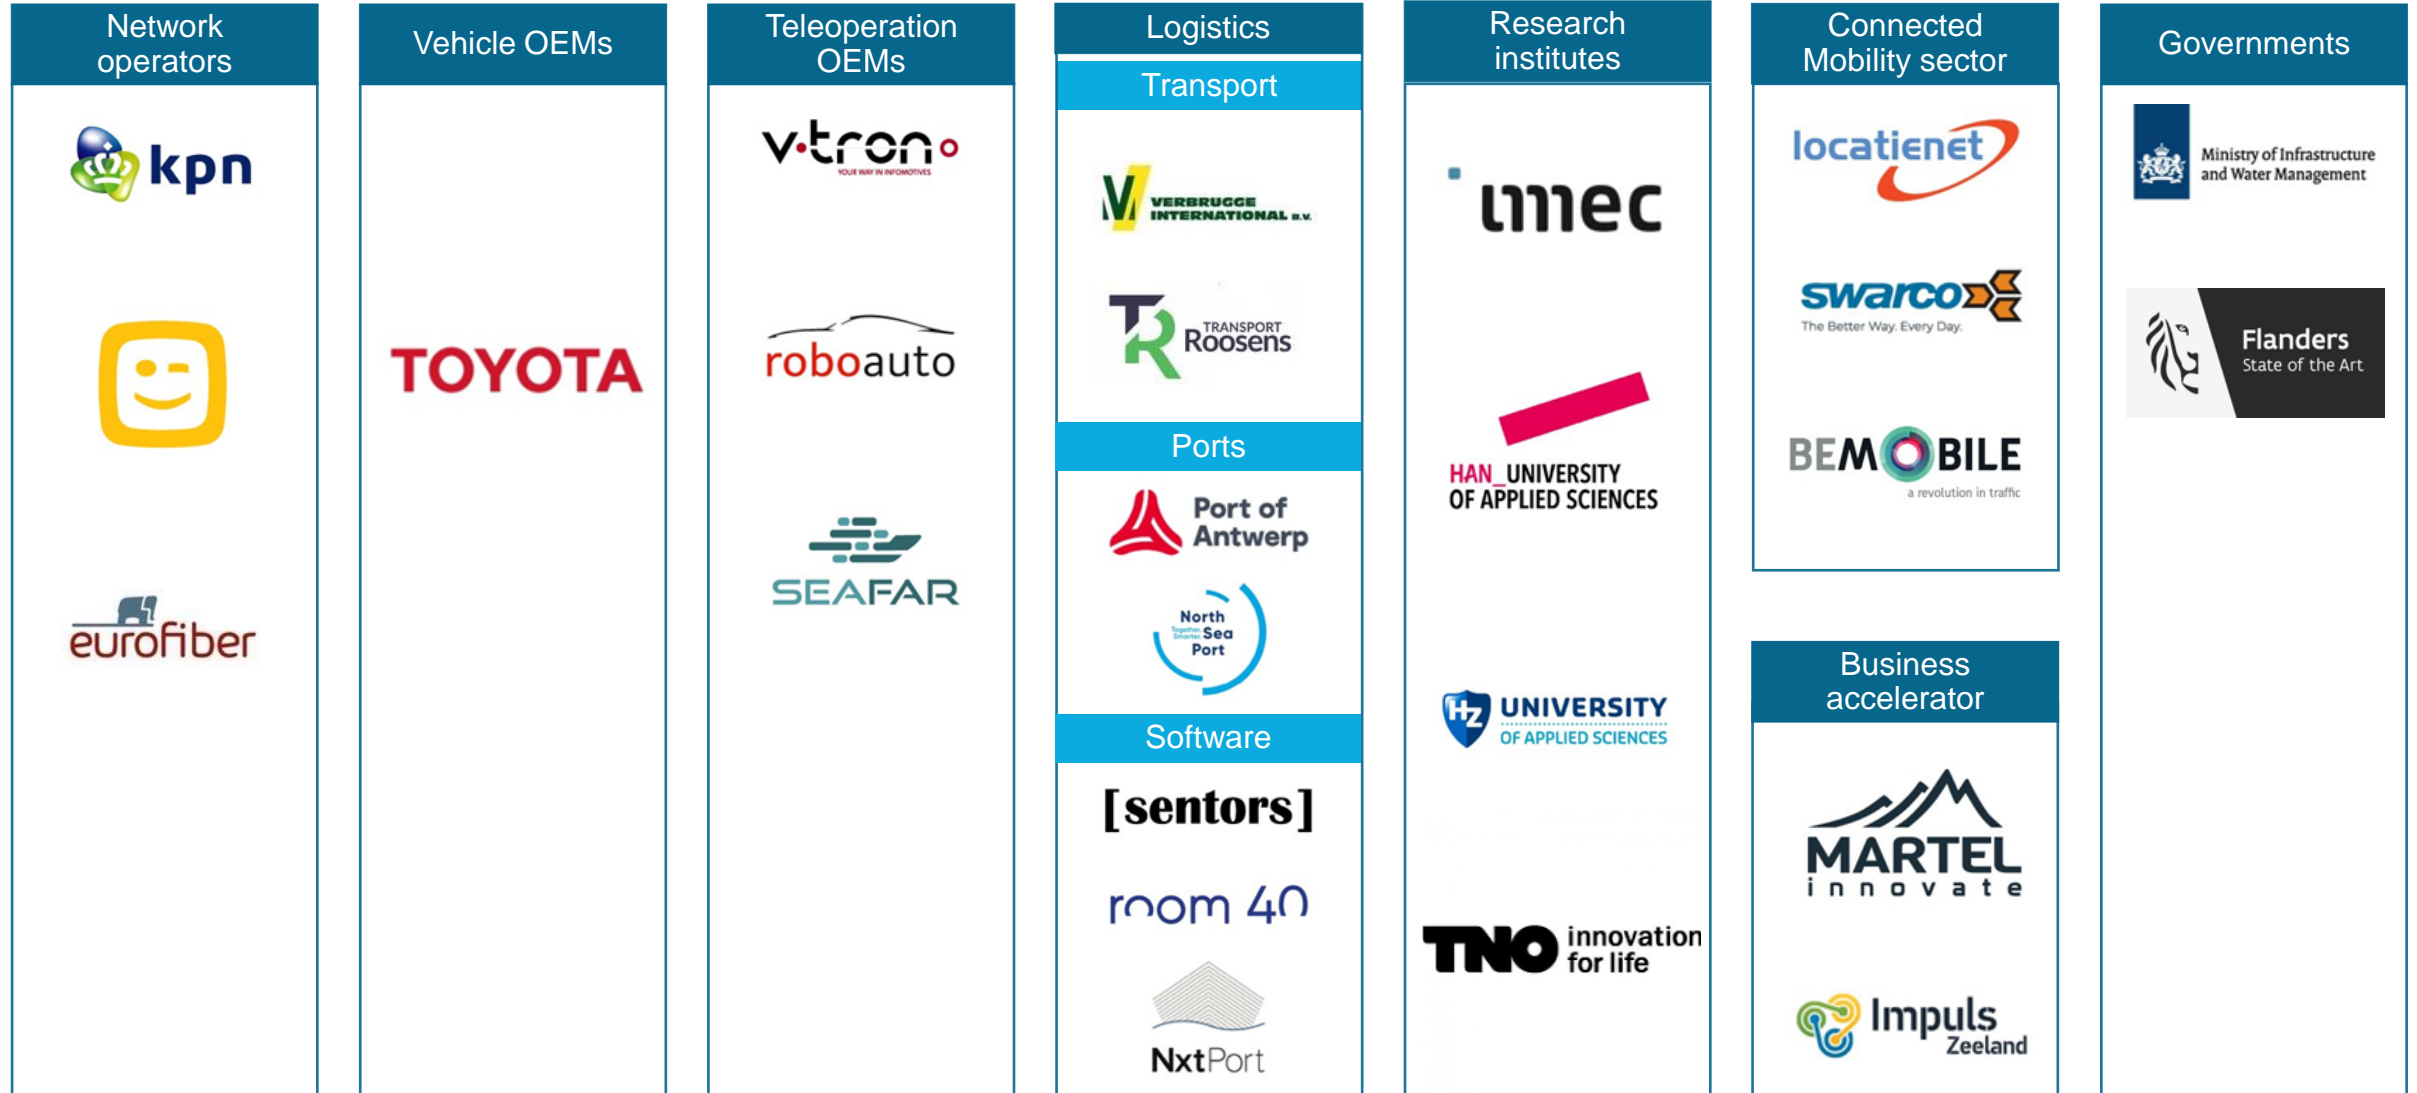 Network
operators
kpn
eurofiber
Vehicle OEMs
TOYOTA
Teleoperation
OEMs
v·tron
YOUR WAY IN INFOMOTIVES
roboauto
SEAFAR
Logistics
Transport
VERBRUGGE
INTERNATIONAL B.V.
TR
TRANSPORT
Roosens
Ports
Port of
Antwerp
North
Together. Sea
Smarter.
Port
Software
[sentors]
room 40
NxtPort
Research
institutes
imec
HAN_UNIVERSITY
OF APPLIED SCIENCES
HZ UNIVERSITY
OF APPLIED SCIENCES
TNO innovation
for life
Connected
Mobility sector
locatienet
swarco
The Better Way. Every Day.
BEMOBILE
a revolution in traffic
Business
accelerator
MARTEL
innovate
Impuls
Zeeland
Governments
Ministry of Infrastructure
and Water Management
Flanders
State of the Art